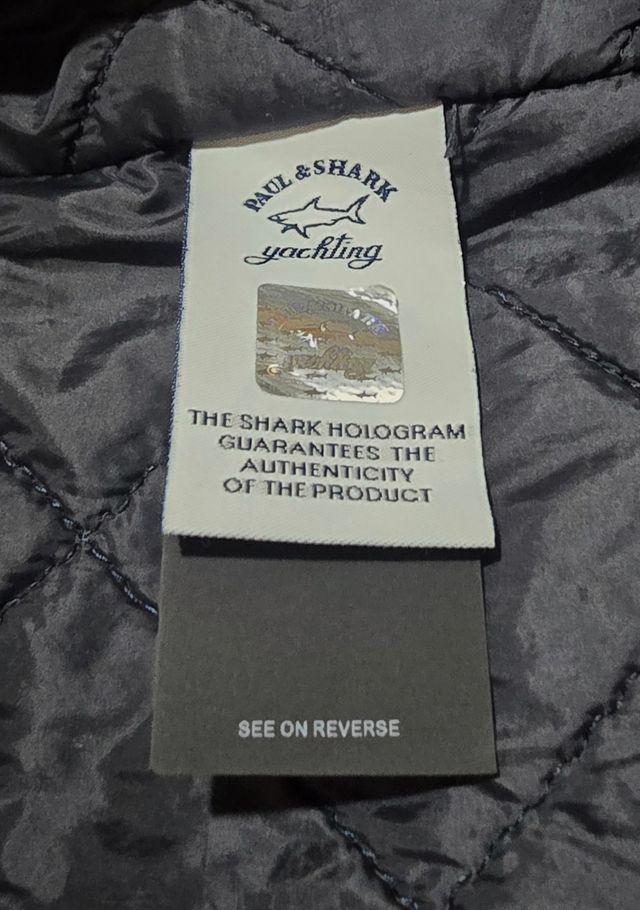 PAUL & SHARK
yachting
THE SHARK HOLOGRAM
GUARANTEES THE
AUTHENTICITY
OF THE PRODUCT
SEE ON REVERSE